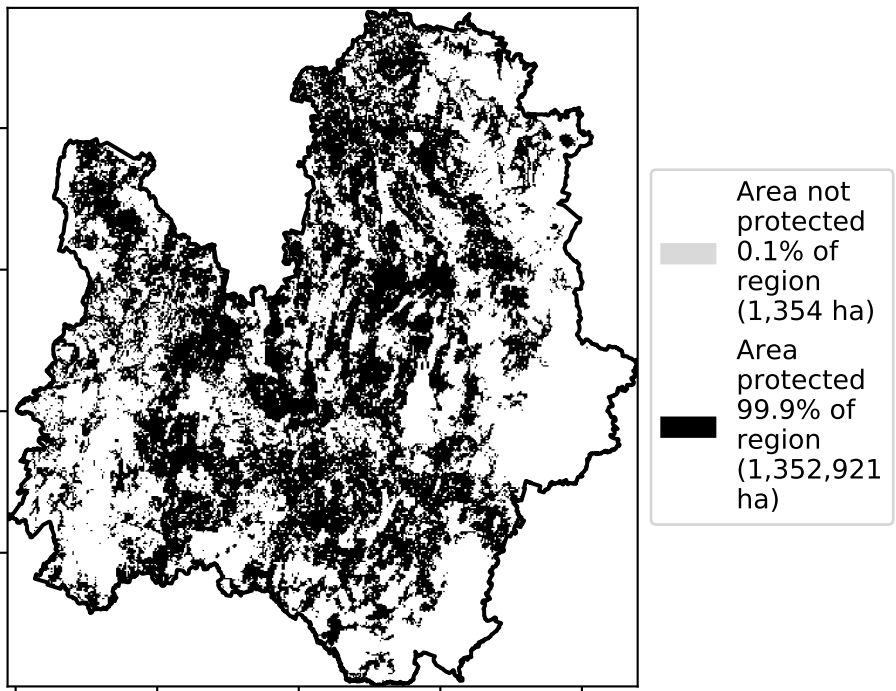 Area not
protected
0.1% of
region
(1,354 ha)
Area
protected
99.9% of
region
(1,352,921
ha)